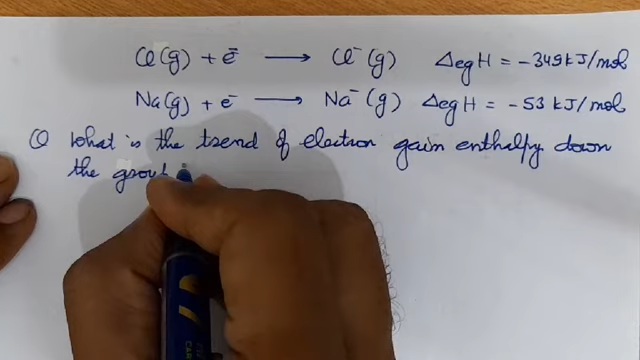 Cl(g) + e⁻ ⟶ Cl⁻(g) ΔegH = -349 kJ/mol
Na(g) + e⁻ ⟶ Na⁻(g) ΔegH = -53 kJ/mol
Q What is the trend of electron gain enthalpy down
the group